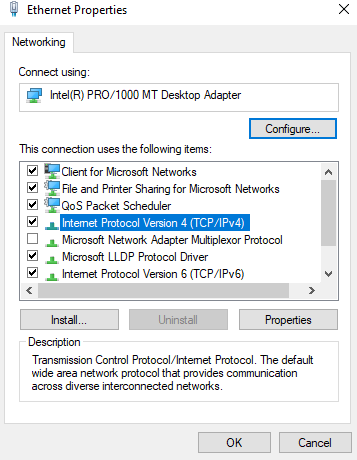 Ethernet Properties
Networking
Connect using:
Intel(R) PRO/1000 MT Desktop Adapter
Configure...
This connection uses the following items:
Client for Microsoft Networks
File and Printer Sharing for Microsoft Networks
QoS Packet Scheduler
Internet Protocol Version 4 (TCP/IPv4)
Microsoft Network Adapter Multiplexor Protocol
Microsoft LLDP Protocol Driver
Internet Protocol Version 6 (TCP/IPv6)
Install... Uninstall Properties
Description
Transmission Control Protocol/Internet Protocol. The default
wide area network protocol that provides communication
across diverse interconnected networks.
OK Cancel